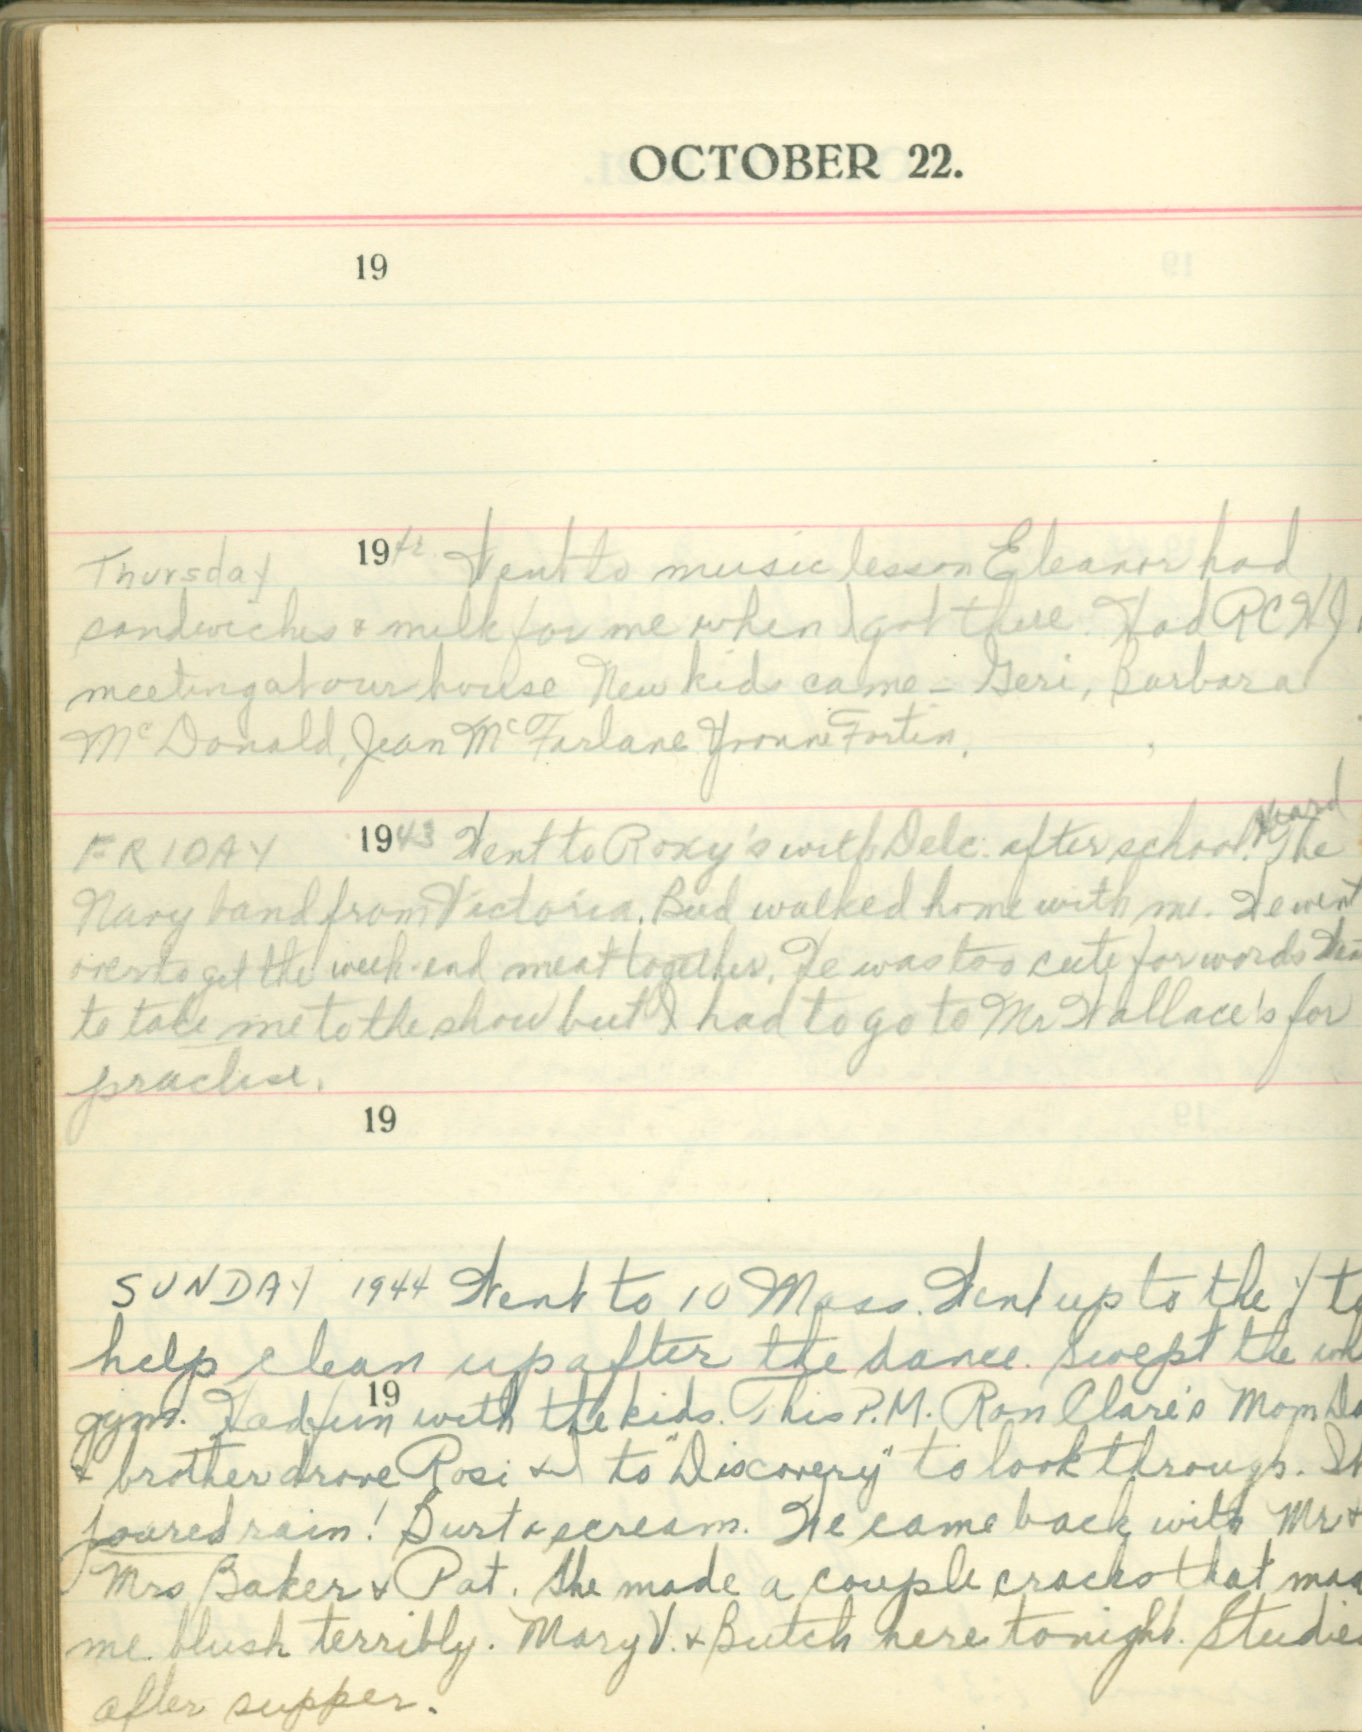 OCTOBER 22.
19
Thursday 1942 Went to music lesson Eleanor had
sandwiches & milk for me when I got there. Had RCHJ
meeting at our house New kids came – Geri, Barbara
McDonald, Jean McFarlane Yvonne Fortin.
Heard
FRIDAY 1943 Went to Roxy's with Dele. after school. The
Navy band from Victoria. Bud walked home with me. We went
over to get the week-end meat together. He was too cute for words
to take me to the show but I had to go to Mr Wallace's for
practise.
19
SUNDAY 1944 Went to 10 Mass. Went up to the Y to
help clean up after the dance. Swept the
19
gym. Had fun with the kids. This P.M. Ron Clare's Mom
& brother drove Rosi & I to "Discovery" to look through.
poured rain! Burt a scream. We came back with Mr &
Mrs Baker & Pat. She made a couple cracks that
me blush terribly. Mary V. & Butch here tonight.
after supper.